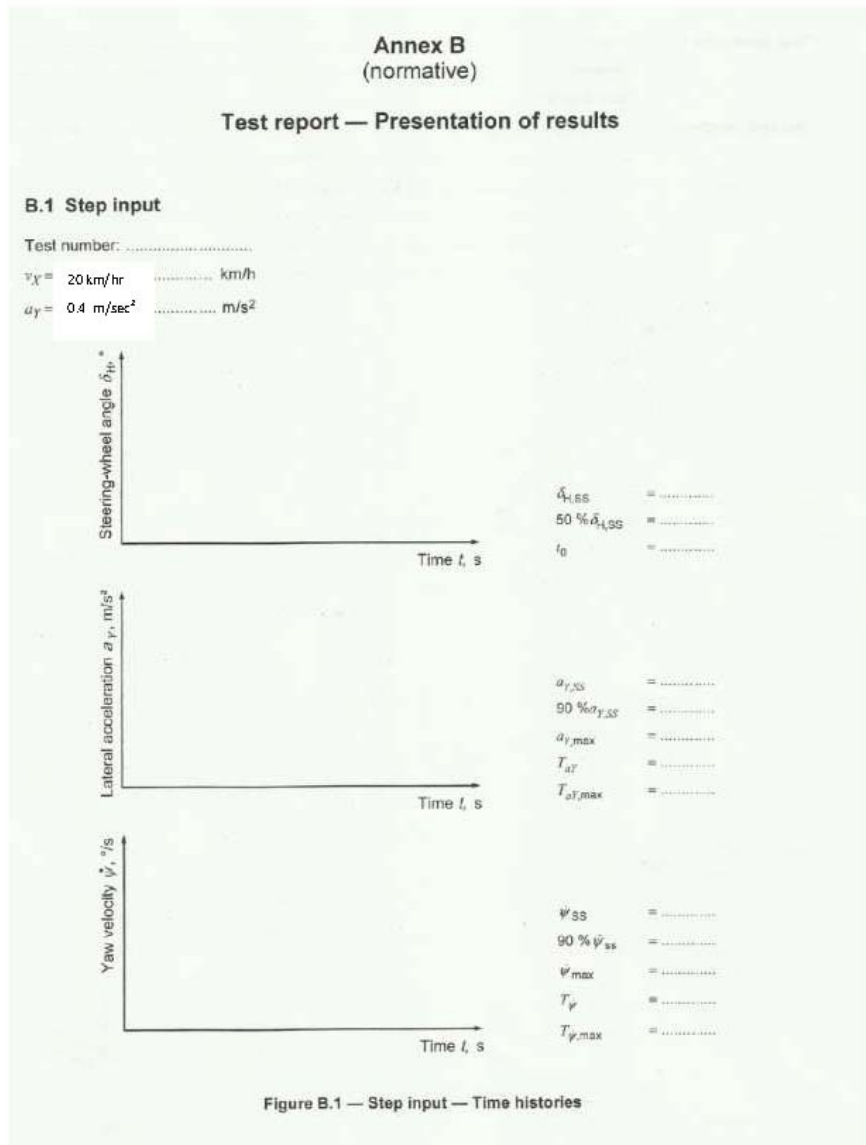 Annex B
(normative)
Test report — Presentation of results
B.1 Step input
Test number: ............................
vX = 20 km/hr ............. km/h
aY = 0.4 m/sec² ............. m/s²
Steering-wheel angle δH, °
Time t, s
δH,SS = ............
50 % δH,SS = ............
t0 = ............
Lateral acceleration aY, m/s²
Time t, s
aY,SS = ............
90 % aY,SS = ............
aY,max = ............
TaY = ............
TaY,max = ............
Yaw velocity ψ̇, °/s
Time t, s
ψ̇SS = ............
90 % ψ̇ss = ............
ψ̇max = ............
Tψ̇ = ............
Tψ̇,max = ............
Figure B.1 — Step input — Time histories